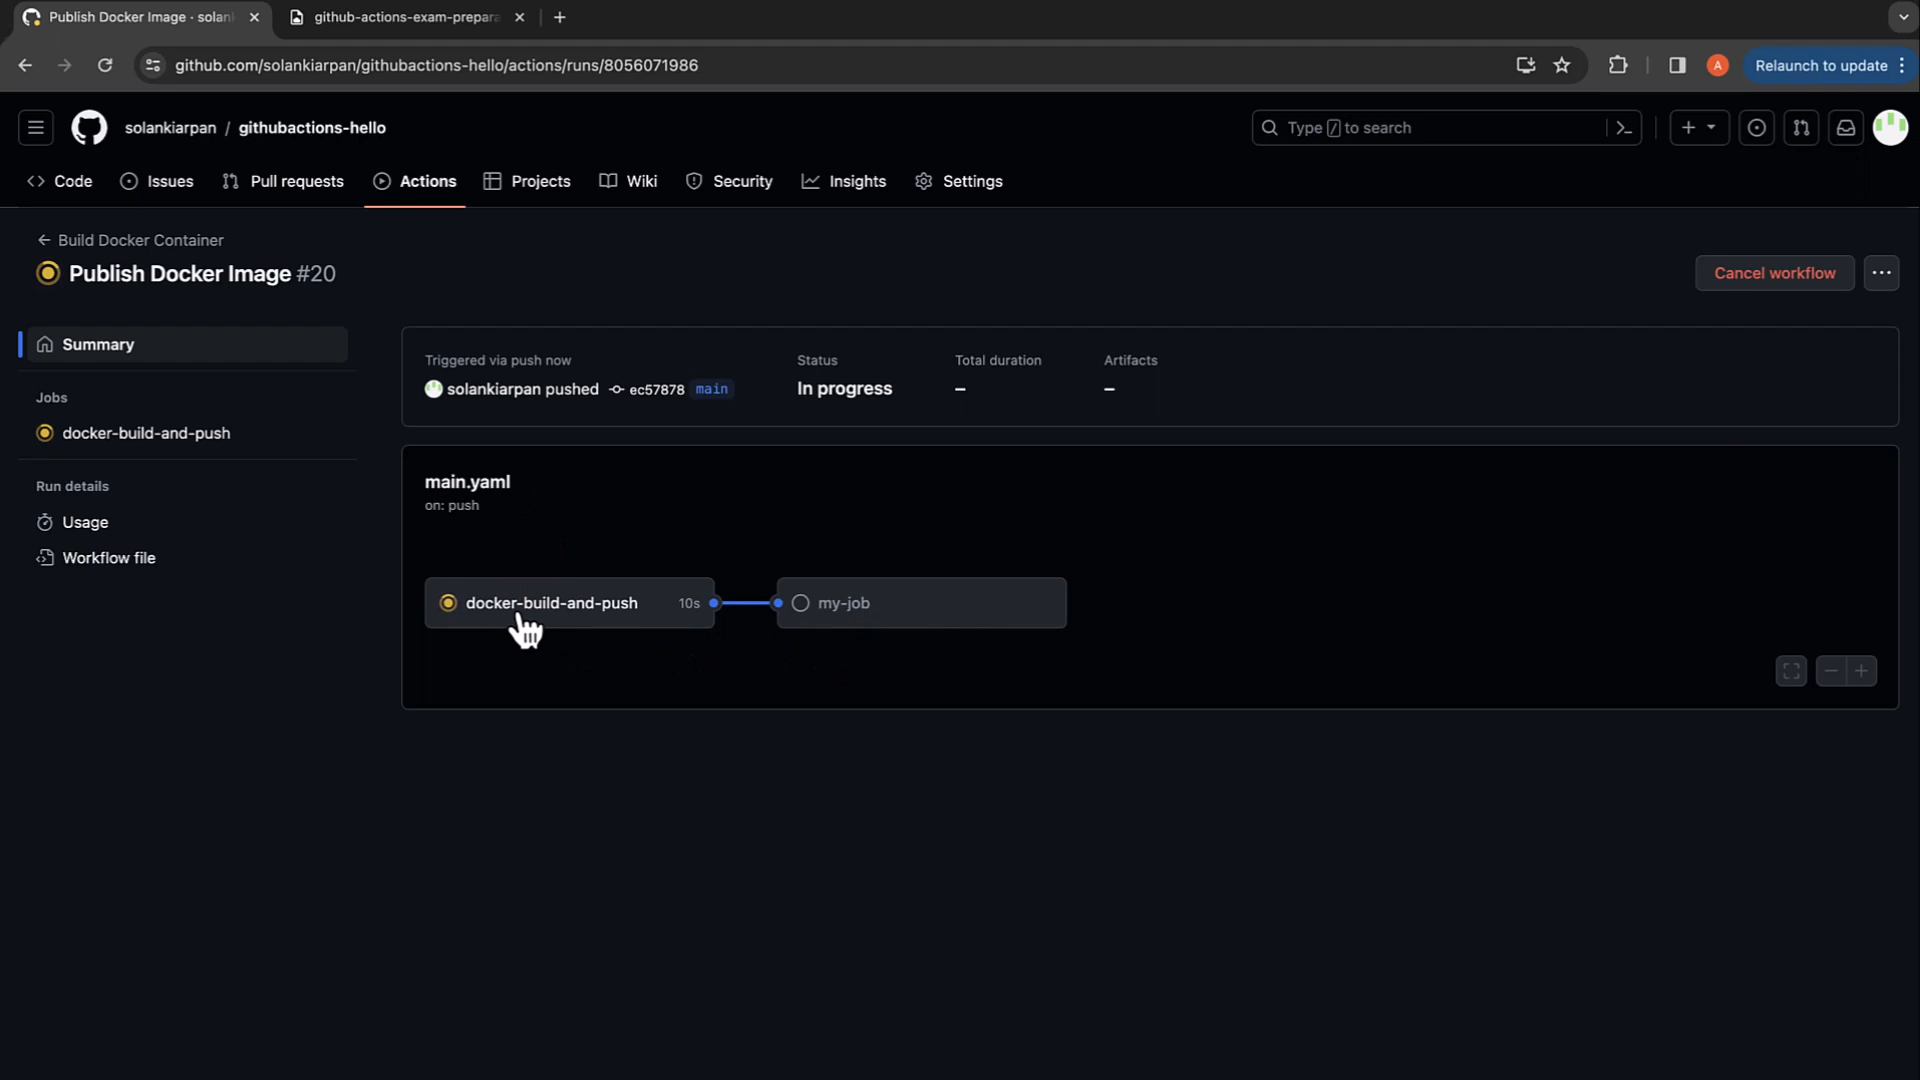 Publish Docker Image · solan
github-actions-exam-prepara
github.com/solankiarpan/githubactions-hello/actions/runs/8056071986
A
Relaunch to update
solankiarpan / githubactions-hello
Type / to search
Code
Issues
Pull requests
Actions
Projects
Wiki
Security
Insights
Settings
Build Docker Container
Publish Docker Image #20
Cancel workflow
Summary
Jobs
docker-build-and-push
Run details
Usage
Workflow file
Triggered via push now
solankiarpan pushed ec57878 main
Status
In progress
Total duration
–
Artifacts
–
main.yaml
on: push
docker-build-and-push 10s
my-job